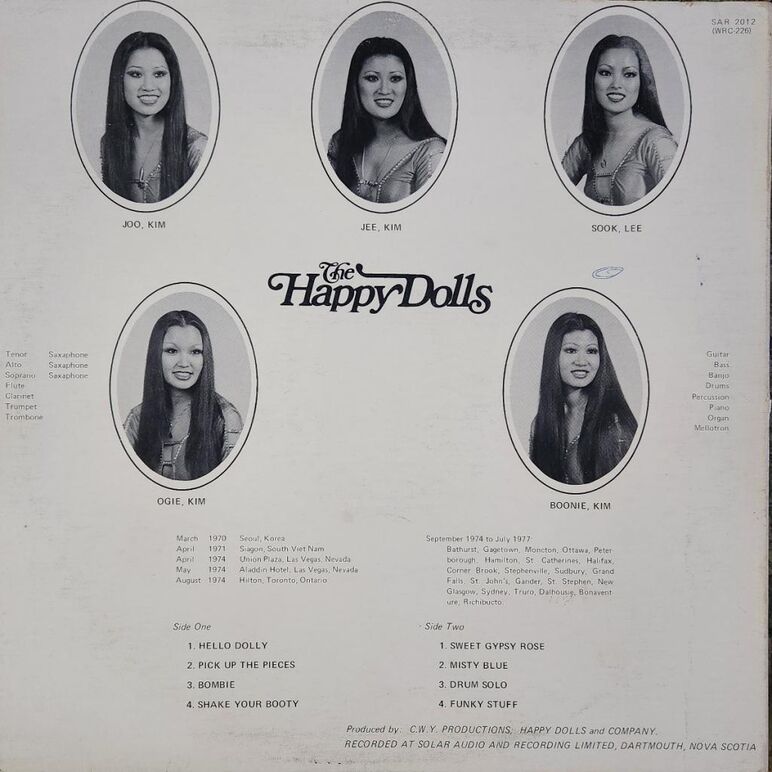 SAR 2012
(WRC-226)
JOO, KIM
JEE, KIM
SOOK, LEE
The
Happy Dolls
Tenor Saxaphone
Alto Saxaphone
Soprano Saxaphone
Flute
Clarinet
Trumpet
Trombone
Guitar
Bass
Banjo
Drums
Percussion
Piano
Organ
Mellotron
OGIE, KIM
BOONIE, KIM
March 1970 Seoul, Korea
April 1971 Siagon, South Viet Nam
April 1974 Union Plaza, Las Vegas, Nevada
May 1974 Aladdin Hotel, Las Vegas, Nevada
August 1974 Hilton, Toronto, Ontario
September 1974 to July 1977:
Bathurst, Gagetown, Moncton, Ottawa, Peter
borough, Hamilton, St. Catherines, Halifax,
Corner Brook, Stephenville, Sudbury, Grand
Falls, St. John's, Gander, St. Stephen, New
Glasgow, Sydney, Truro, Dalhousie, Bonavent
ure, Richibucto.
Side One
1. HELLO DOLLY
2. PICK UP THE PIECES
3. BOMBIE
4. SHAKE YOUR BOOTY
Side Two
1. SWEET GYPSY ROSE
2. MISTY BLUE
3. DRUM SOLO
4. FUNKY STUFF
Produced by: C.W.Y. PRODUCTIONS, HAPPY DOLLS and COMPANY.
RECORDED AT SOLAR AUDIO AND RECORDING LIMITED, DARTMOUTH, NOVA SCOTIA